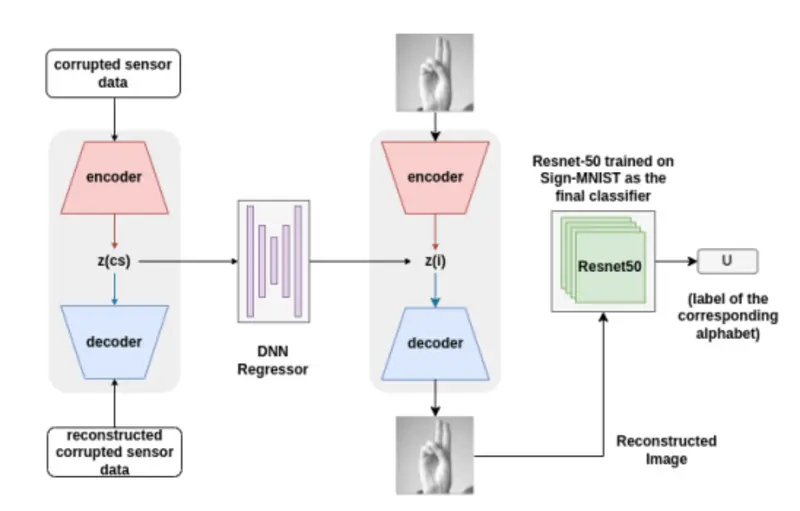 corrupted sensor
data
encoder
z(cs)
decoder
reconstructed
corrupted sensor
data
DNN
Regressor
encoder
z(i)
decoder
Resnet-50 trained on
Sign-MNIST as the
final classifier
Resnet50
U
(label of the
corresponding
alphabet)
Reconstructed
Image